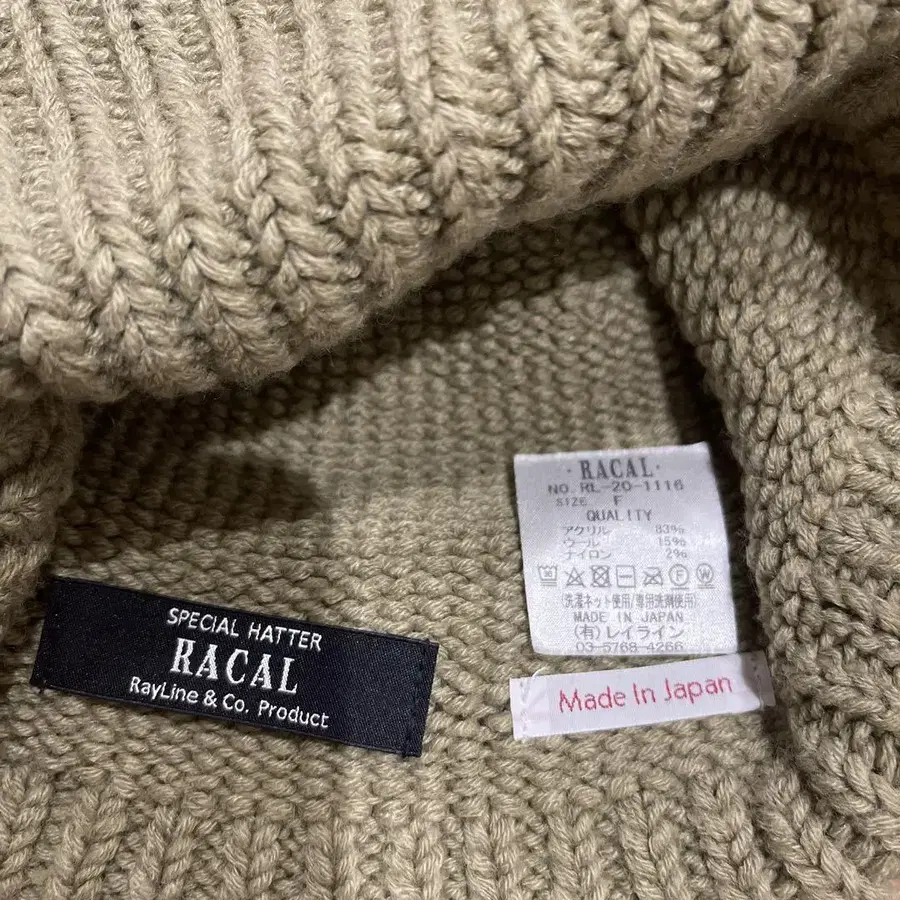 SPECIAL HATTER
RACAL
RayLine & Co. Product
·RACAL·
NO.RL-20-1116
SIZE F
QUALITY
アクリル 83%
ウール 15%
ナイロン 2%
(洗濯ネット使用/専用洗剤使用)
MADE IN JAPAN
(有)レイライン
03-5768-4266
Made In Japan